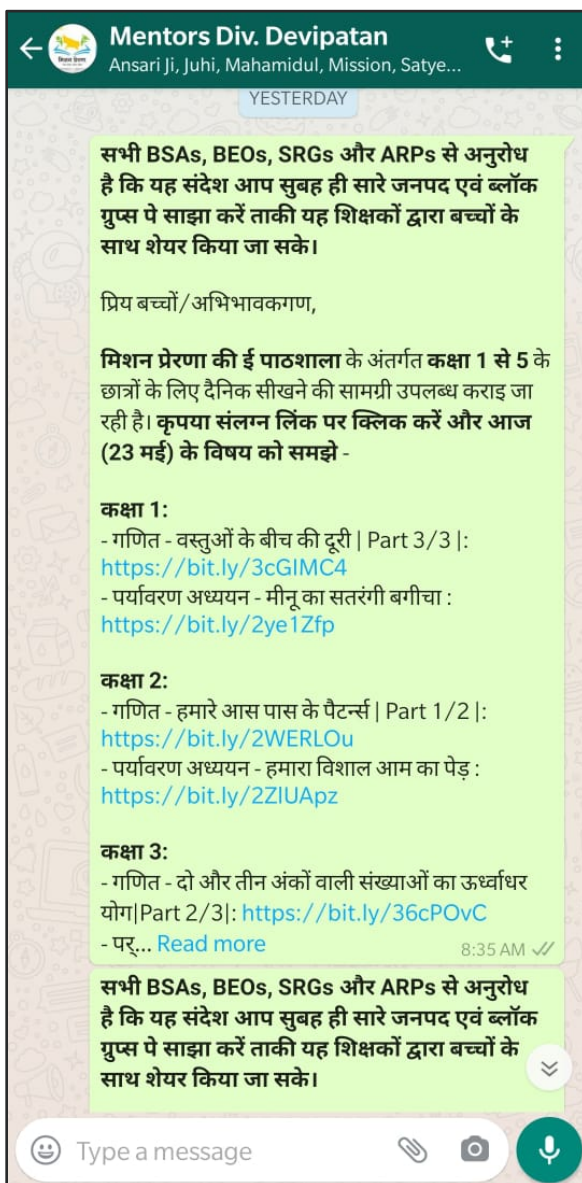 Mentors Div. Devipatan
Ansari Ji, Juhi, Mahamidul, Mission, Satye...
YESTERDAY
सभी BSAs, BEOs, SRGs और ARPs से अनुरोध
है कि यह संदेश आप सुबह ही सारे जनपद एवं ब्लॉक
ग्रुप्स पे साझा करें ताकी यह शिक्षकों द्वारा बच्चों के
साथ शेयर किया जा सके।
प्रिय बच्चों/अभिभावकगण,
मिशन प्रेरणा की ई पाठशाला के अंतर्गत कक्षा 1 से 5 के
छात्रों के लिए दैनिक सीखने की सामग्री उपलब्ध कराइ जा
रही है। कृपया संलग्न लिंक पर क्लिक करें और आज
(23 मई) के विषय को समझे -
कक्षा 1:
- गणित - वस्तुओं के बीच की दूरी | Part 3/3 |:
https://bit.ly/3cGIMC4
- पर्यावरण अध्ययन - मीनू का सतरंगी बगीचा :
https://bit.ly/2ye1Zfp
कक्षा 2:
- गणित - हमारे आस पास के पैटर्न्स | Part 1/2 |:
https://bit.ly/2WERLOu
- पर्यावरण अध्ययन - हमारा विशाल आम का पेड़ :
https://bit.ly/2ZlUApz
कक्षा 3:
- गणित - दो और तीन अंकों वाली संख्याओं का ऊर्ध्वाधर
योग|Part 2/3|: https://bit.ly/36cPOvC
- पर्... Read more
8:35 AM
सभी BSAs, BEOs, SRGs और ARPs से अनुरोध
है कि यह संदेश आप सुबह ही सारे जनपद एवं ब्लॉक
ग्रुप्स पे साझा करें ताकी यह शिक्षकों द्वारा बच्चों के
साथ शेयर किया जा सके।
Type a message